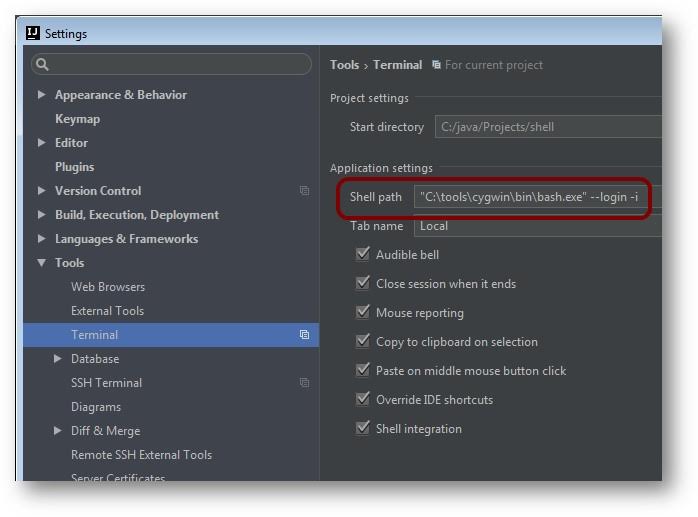 IJ Settings
Appearance & Behavior
Keymap
Editor
Plugins
Version Control
Build, Execution, Deployment
Languages & Frameworks
Tools
Web Browsers
External Tools
Terminal
Database
SSH Terminal
Diagrams
Diff & Merge
Remote SSH External Tools
Server Certificates
Tools › Terminal For current project
Project settings
Start directory C:/java/Projects/shell
Application settings
Shell path "C:\tools\cygwin\bin\bash.exe" --login -i
Tab name Local
Audible bell
Close session when it ends
Mouse reporting
Copy to clipboard on selection
Paste on middle mouse button click
Override IDE shortcuts
Shell integration